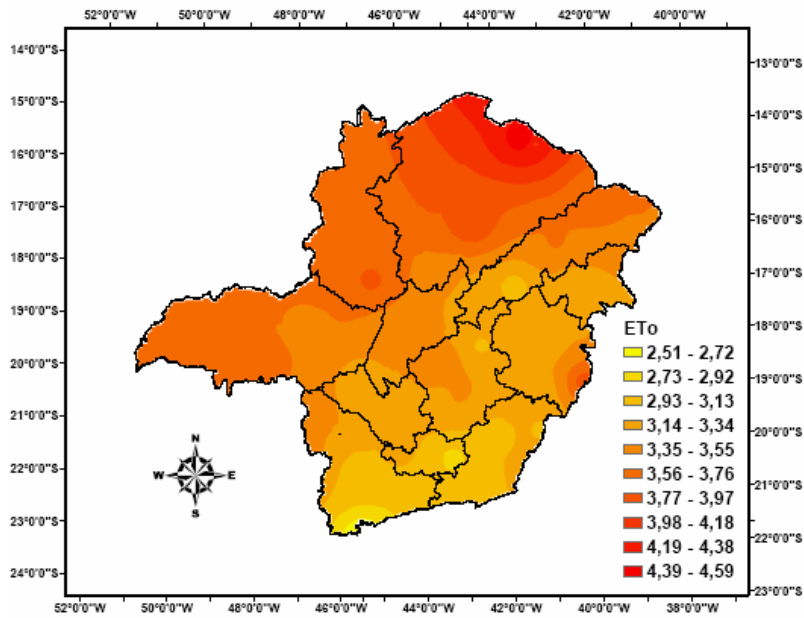 52°0'0"W 50°0'0"W 48°0'0"W 46°0'0"W 44°0'0"W 42°0'0"W 40°0'0"W
14°0'0"S
15°0'0"S
16°0'0"S
17°0'0"S
18°0'0"S
19°0'0"S
20°0'0"S
21°0'0"S
22°0'0"S
23°0'0"S
24°0'0"S
13°0'0"S
14°0'0"S
15°0'0"S
16°0'0"S
17°0'0"S
18°0'0"S
19°0'0"S
20°0'0"S
21°0'0"S
22°0'0"S
23°0'0"S
N
W E
S
ETo
2,51 - 2,72
2,73 - 2,92
2,93 - 3,13
3,14 - 3,34
3,35 - 3,55
3,56 - 3,76
3,77 - 3,97
3,98 - 4,18
4,19 - 4,38
4,39 - 4,59
52°0'0"W 50°0'0"W 48°0'0"W 46°0'0"W 44°0'0"W 42°0'0"W 40°0'0"W 38°0'0"W